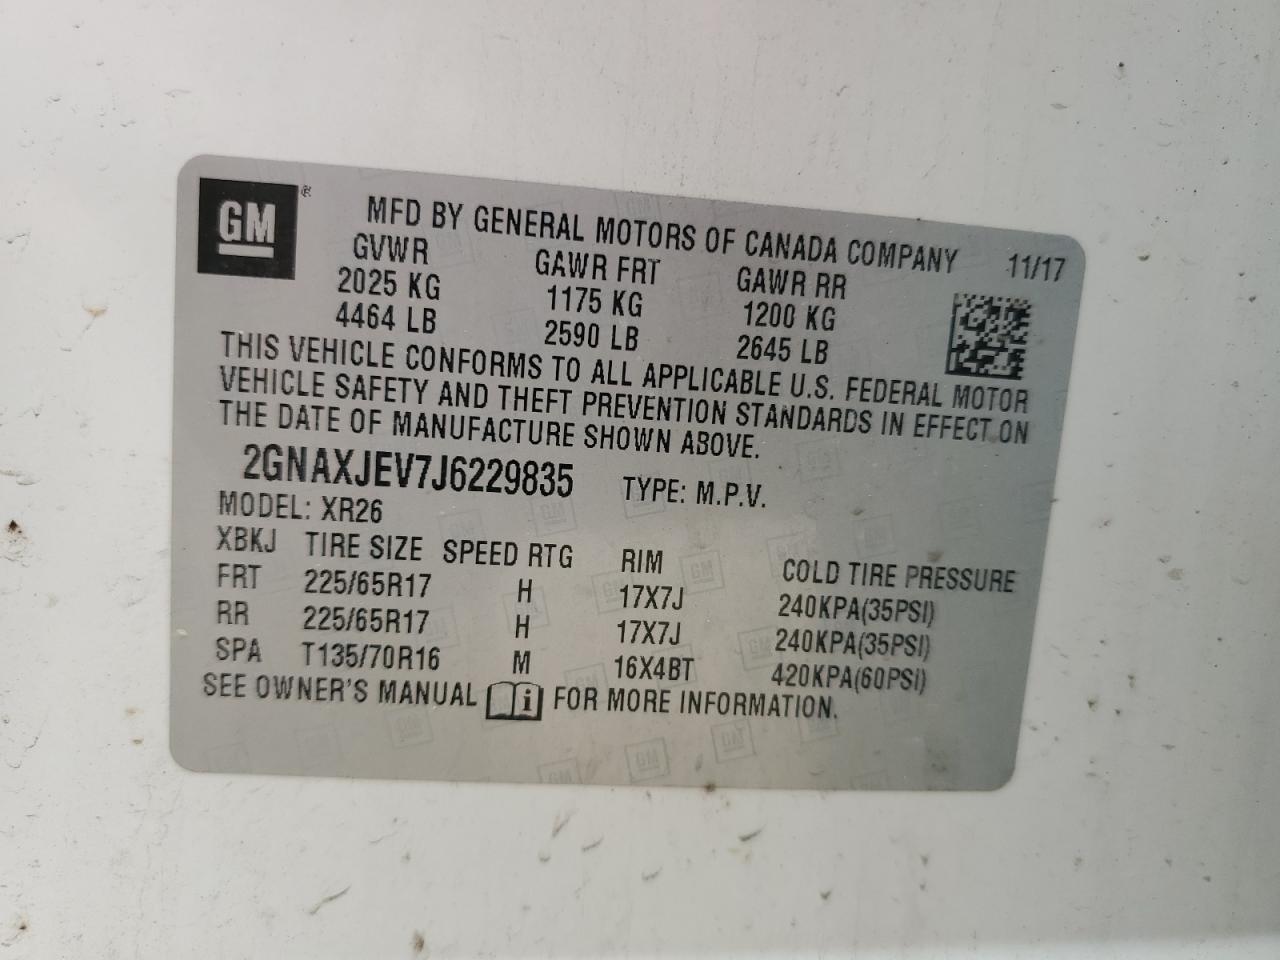 GM ®
MFD BY GENERAL MOTORS OF CANADA COMPANY 11/17
GVWR GAWR FRT GAWR RR
2025 KG 1175 KG 1200 KG
4464 LB 2590 LB 2645 LB
THIS VEHICLE CONFORMS TO ALL APPLICABLE U.S. FEDERAL MOTOR
VEHICLE SAFETY AND THEFT PREVENTION STANDARDS IN EFFECT ON
THE DATE OF MANUFACTURE SHOWN ABOVE.
2GNAXJEV7J6229835 TYPE: M.P.V.
MODEL: XR26
XBKJ TIRE SIZE SPEED RTG RIM COLD TIRE PRESSURE
FRT 225/65R17 H 17X7J 240KPA(35PSI)
RR 225/65R17 H 17X7J 240KPA(35PSI)
SPA T135/70R16 M 16X4BT 420KPA(60PSI)
SEE OWNER'S MANUAL i FOR MORE INFORMATION.